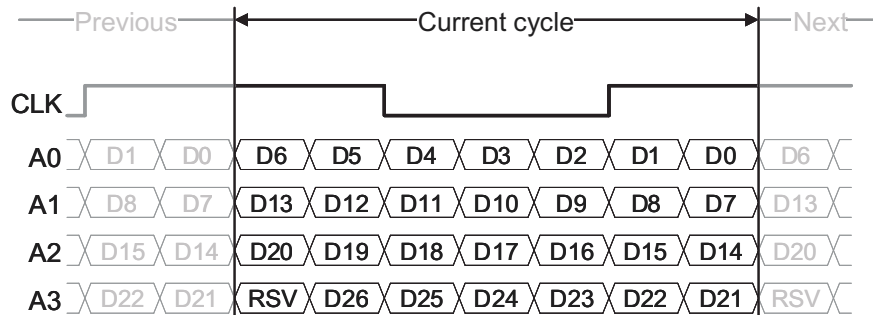 Previous Current cycle Next
CLK
A0 D1 D0 D6 D5 D4 D3 D2 D1 D0 D6
A1 D8 D7 D13 D12 D11 D10 D9 D8 D7 D13
A2 D15 D14 D20 D19 D18 D17 D16 D15 D14 D20
A3 D22 D21 RSV D26 D25 D24 D23 D22 D21 RSV